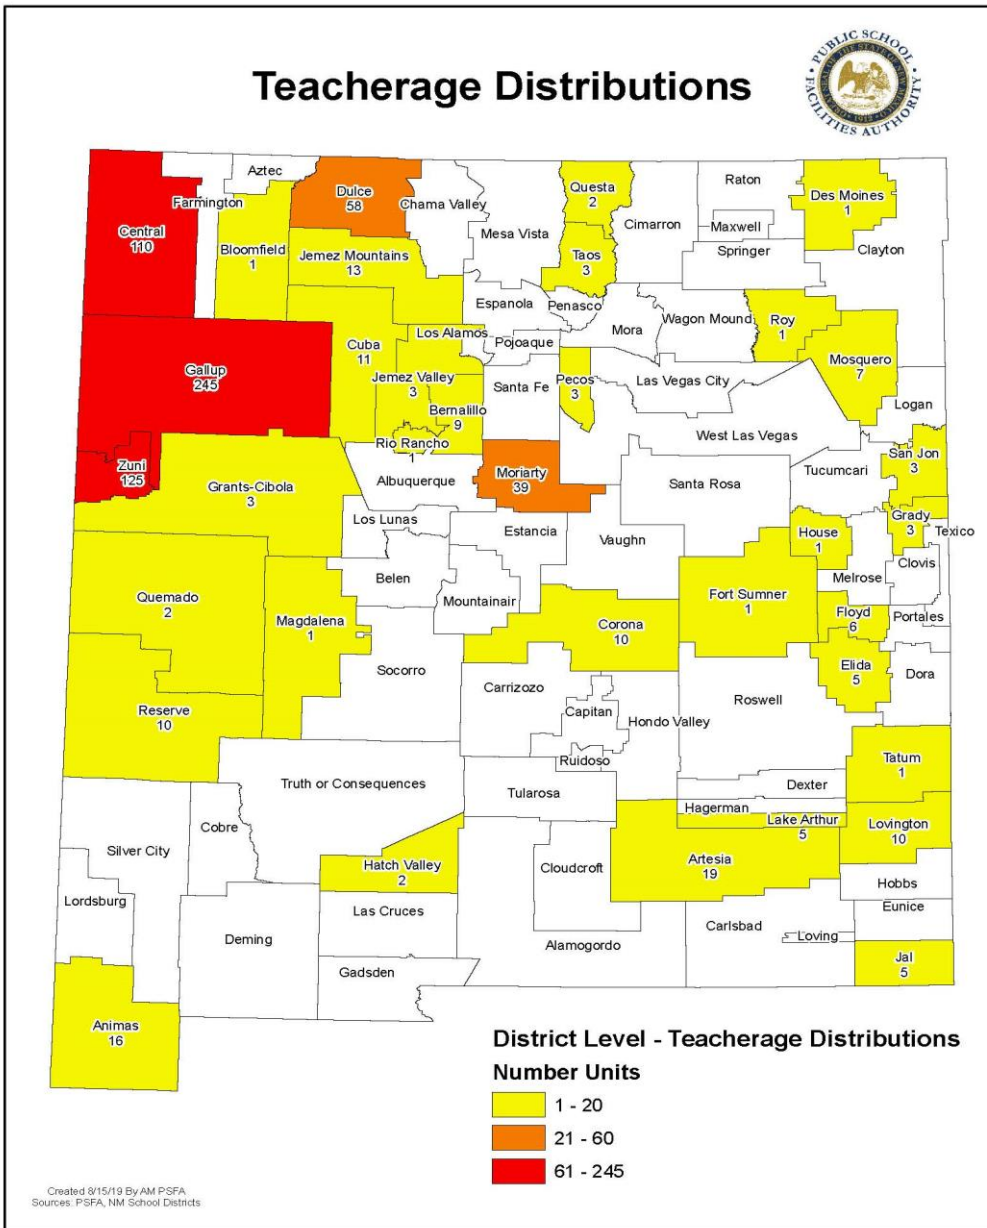 Teacherage Distributions
PUBLIC SCHOOL
FACILITIES AUTHORITY
Aztec
Farmington
Dulce
58
Chama Valley
Questa
2
Raton
Des Moines
1
Central
110
Bloomfield
1
Mesa Vista
Cimarron
Maxwell
Springer
Clayton
Jemez Mountains
13
Taos
3
Espanola
Penasco
Wagon Mound
Roy
1
Los Alamos
Pojoaque
Mora
Cuba
11
Mosquero
7
Gallup
245
Jemez Valley
3
Santa Fe
Pecos
3
Las Vegas City
Logan
Bernalillo
9
Rio Rancho
1
West Las Vegas
San Jon
3
Zuni
125
Albuquerque
Moriarty
39
Tucumcari
Grants-Cibola
3
Santa Rosa
Los Lunas
Estancia
Vaughn
House
1
Grady
3
Texico
Belen
Mountainair
Melrose
Clovis
Quemado
2
Magdalena
1
Corona
10
Fort Sumner
1
Floyd
6
Portales
Socorro
Elida
5
Dora
Reserve
10
Carrizozo
Capitan
Hondo Valley
Roswell
Ruidoso
Tatum
1
Truth or Consequences
Tularosa
Dexter
Hagerman
Lake Arthur
5
Lovington
10
Silver City
Cobre
Hatch Valley
2
Cloudcroft
Artesia
19
Hobbs
Lordsburg
Las Cruces
Eunice
Deming
Alamogordo
Carlsbad
Loving
Gadsden
Jal
5
Animas
16
District Level - Teacherage Distributions
Number Units
1 - 20
21 - 60
61 - 245
Created 8/15/19 By AM PSFA
Sources: PSFA, NM School Districts